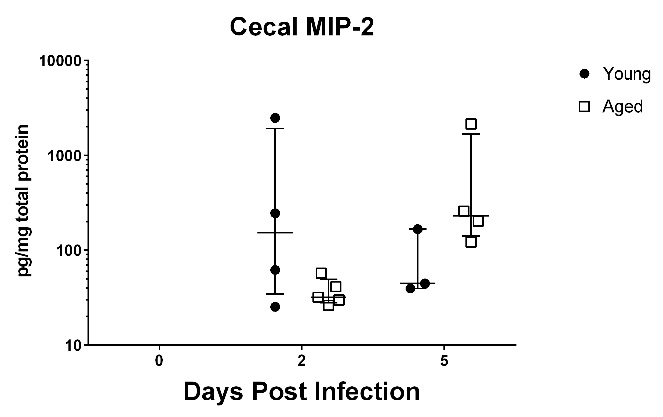 Cecal MIP-2
10000
1000
100
10
pg/mg total protein
0 2 5
Days Post Infection
Young
Aged